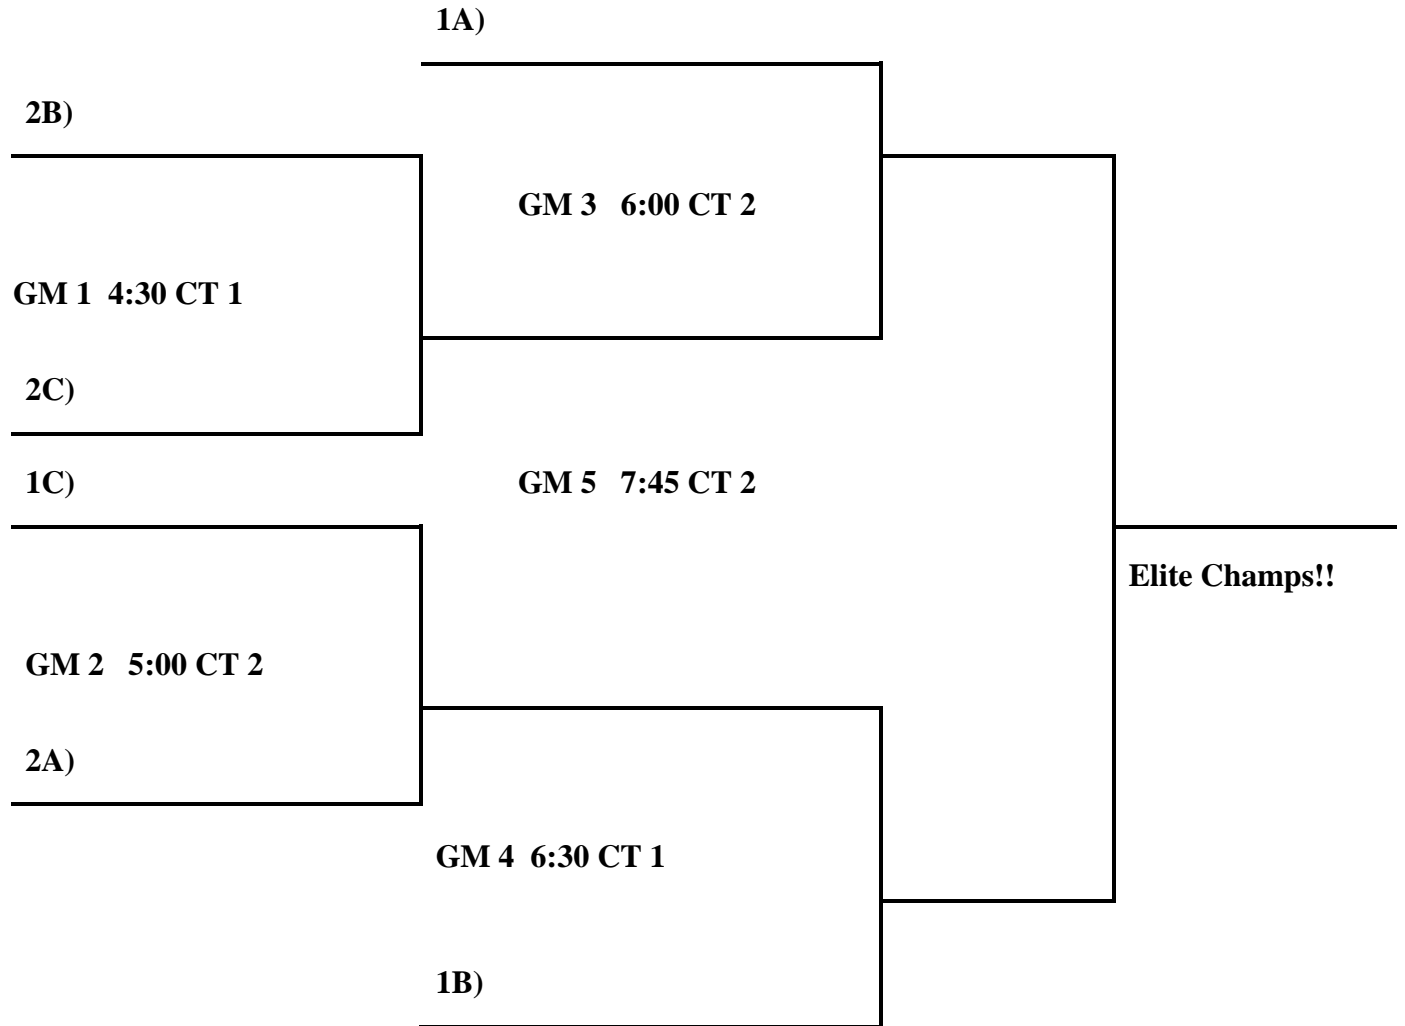 1A)
2B)
GM 3   6:00 CT 2
GM 1  4:30 CT 1
2C)
1C)
GM 5   7:45 CT 2
Elite Champs!!
GM 2   5:00 CT 2
2A)
GM 4  6:30 CT 1
1B)